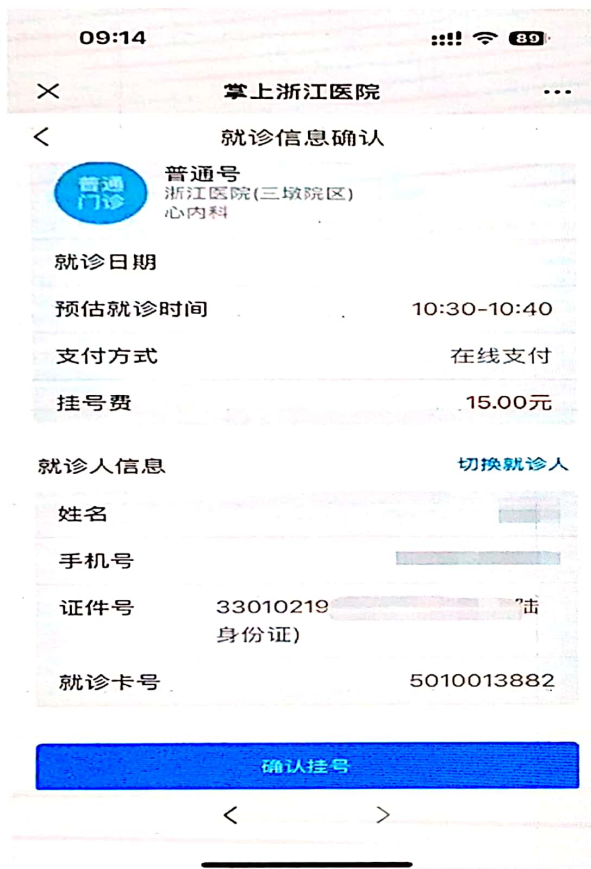 09:14
89
掌上浙江医院
就诊信息确认
普通
门诊
普通号
浙江医院(三墩院区)
心内科
就诊日期
预估就诊时间 10:30-10:40
支付方式 在线支付
挂号费 15.00元
就诊人信息 切换就诊人
姓名
手机号
证件号 33010219 陆
身份证)
就诊卡号 5010013882
确认挂号